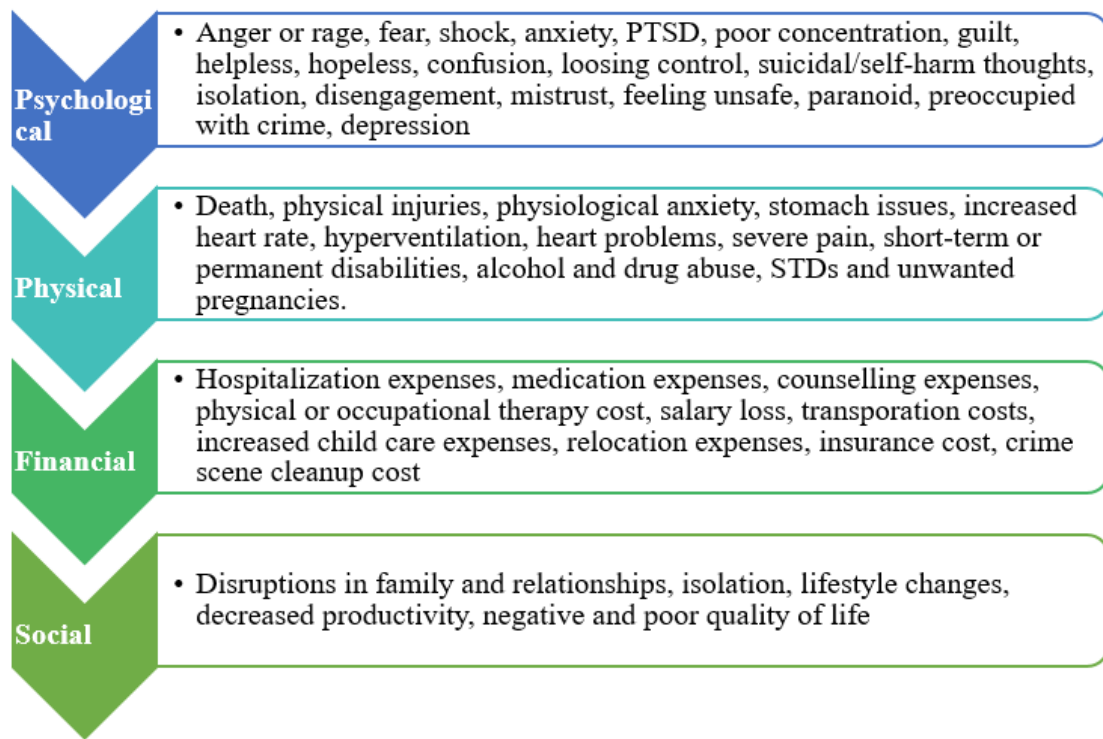 Psychologi
cal
• Anger or rage, fear, shock, anxiety, PTSD, poor concentration, guilt,
helpless, hopeless, confusion, loosing control, suicidal/self-harm thoughts,
isolation, disengagement, mistrust, feeling unsafe, paranoid, preoccupied
with crime, depression
Physical
• Death, physical injuries, physiological anxiety, stomach issues, increased
heart rate, hyperventilation, heart problems, severe pain, short-term or
permanent disabilities, alcohol and drug abuse, STDs and unwanted
pregnancies.
Financial
• Hospitalization expenses, medication expenses, counselling expenses,
physical or occupational therapy cost, salary loss, transporation costs,
increased child care expenses, relocation expenses, insurance cost, crime
scene cleanup cost
Social
• Disruptions in family and relationships, isolation, lifestyle changes,
decreased productivity, negative and poor quality of life